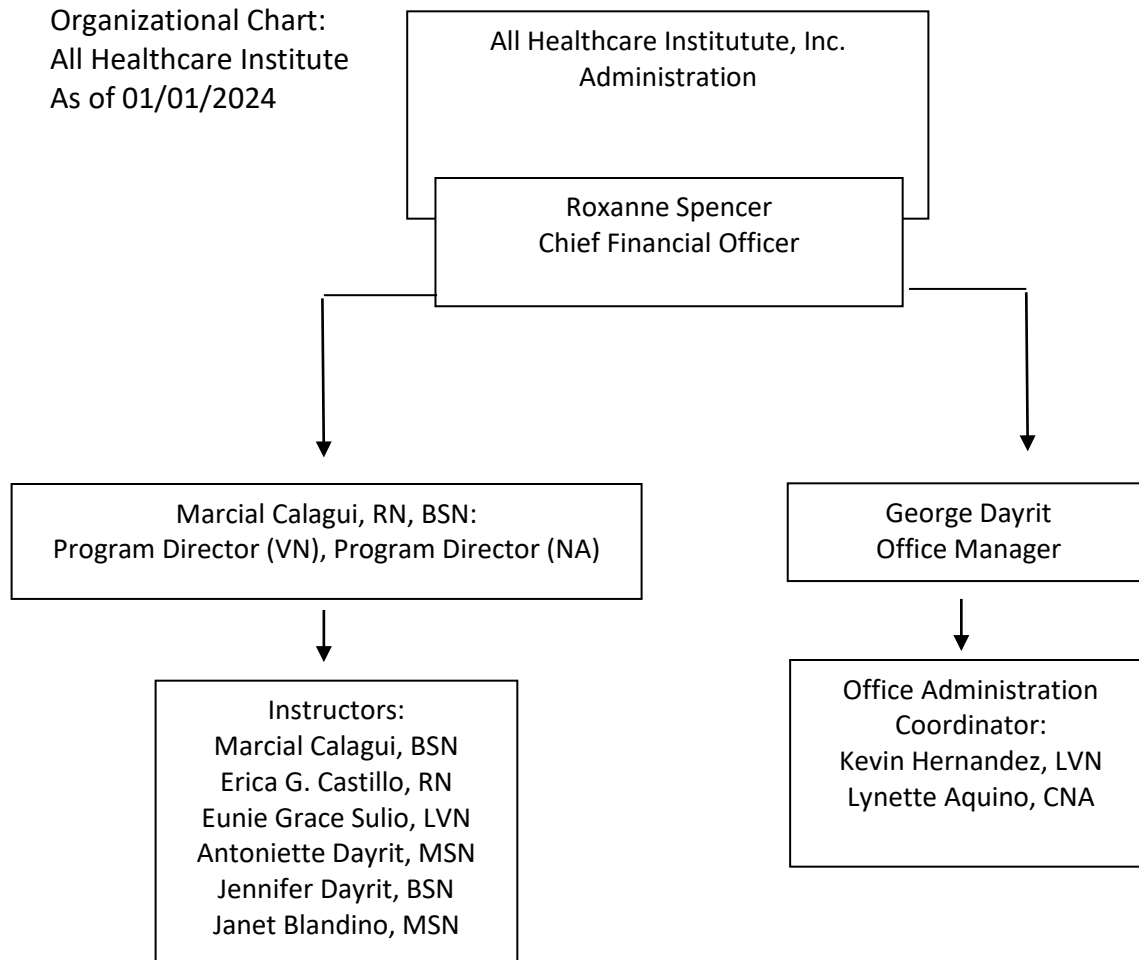 Organizational Chart:
All Healthcare Institute
As of 01/01/2024
All Healthcare Institutute, Inc.
Administration
Roxanne Spencer
Chief Financial Officer
Marcial Calagui, RN, BSN:
Program Director (VN), Program Director (NA)
George Dayrit
Office Manager
Instructors:
Marcial Calagui, BSN
Erica G. Castillo, RN
Eunie Grace Sulio, LVN
Antoniette Dayrit, MSN
Jennifer Dayrit, BSN
Janet Blandino, MSN
Office Administration
Coordinator:
Kevin Hernandez, LVN
Lynette Aquino, CNA